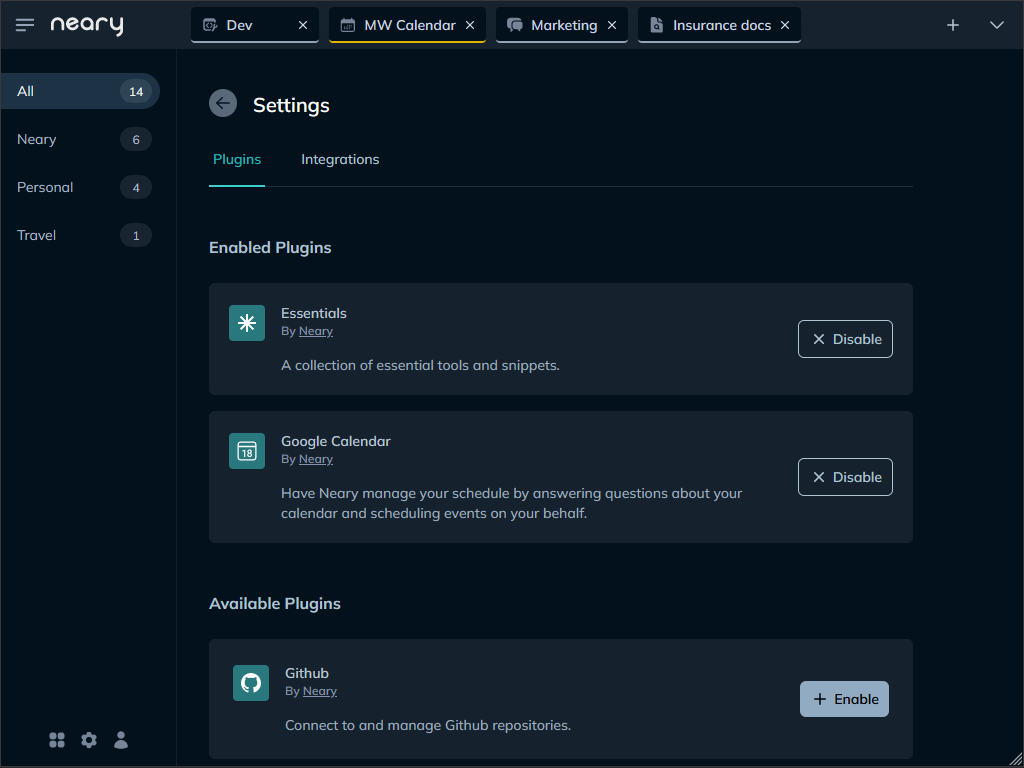 neary
Dev
MW Calendar
Marketing
Insurance docs
All 14
Neary 6
Personal 4
Travel 1
Settings
Plugins Integrations
Enabled Plugins
Essentials
By Neary
A collection of essential tools and snippets.
Disable
Google Calendar
By Neary
Have Neary manage your schedule by answering questions about your
calendar and scheduling events on your behalf.
18
Disable
Available Plugins
Github
By Neary
Connect to and manage Github repositories.
Enable